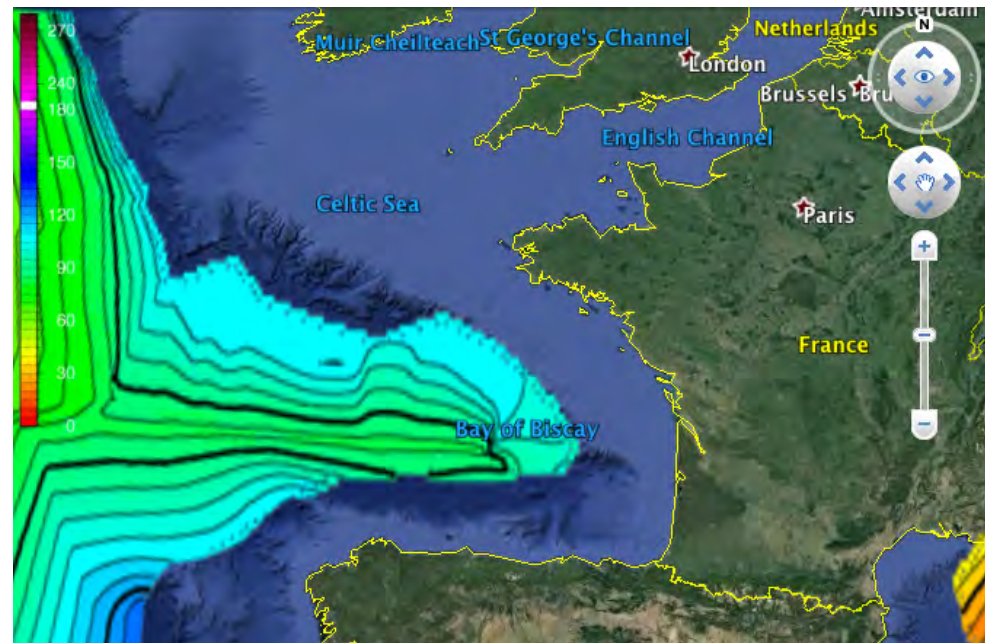 270
240
180
150
120
90
60
30
0
Muir Cheilteach
St George's Channel
London
Netherlands
Amsterdam
N
Brussels
Bru
English Channel
Celtic Sea
Paris
France
Bay of Biscay